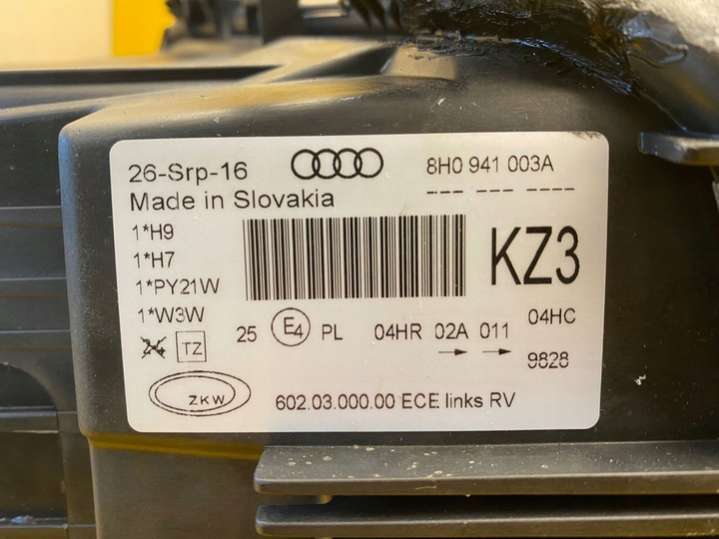 26-Srp-16
8H0 941 003A
--- --- ---
Made in Slovakia
1*H9
1*H7
1*PY21W
1*W3W
KZ3
25 E4 PL 04HR 02A 011 04HC
→ →
9828
TZ
ZKW
602.03.000.00 ECE links RV